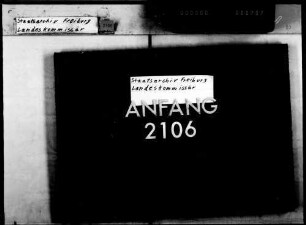 Staatsarchiv Freiburg
Landeskommissär
Staatsarchiv Freiburg
Landeskommissär
ANFANG
2106